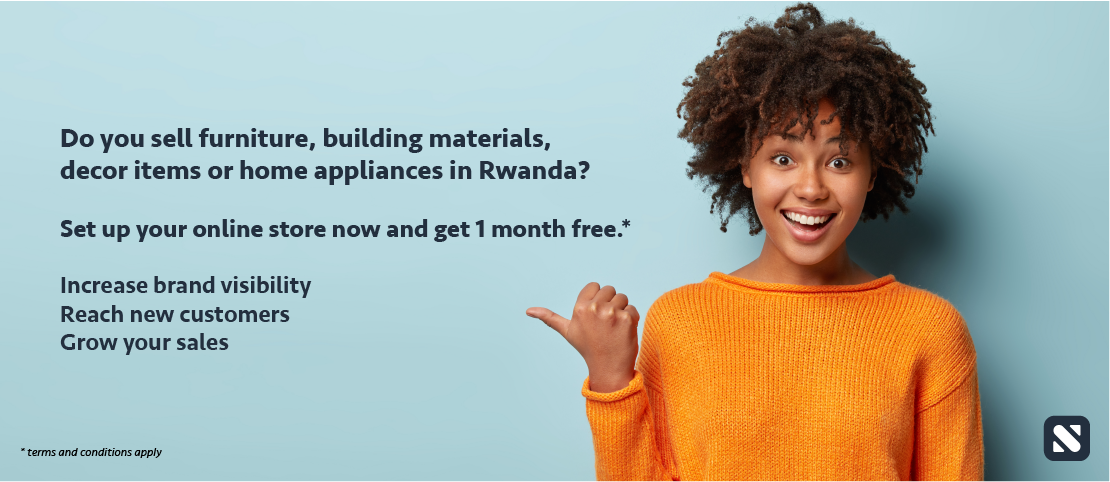 Do you sell furniture, building materials,
decor items or home appliances in Rwanda?
Set up your online store now and get 1 month free.*
Increase brand visibility
Reach new customers
Grow your sales
* terms and conditions apply